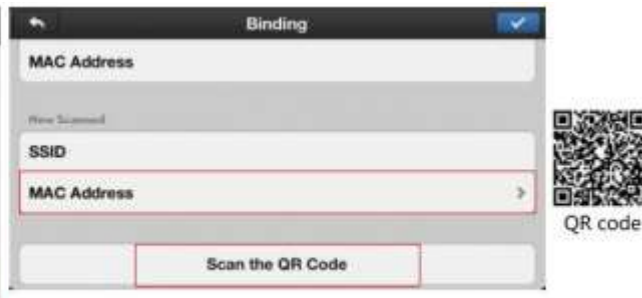 Binding
MAC Address
New Scanned
SSID
MAC Address
Scan the QR Code
QR code